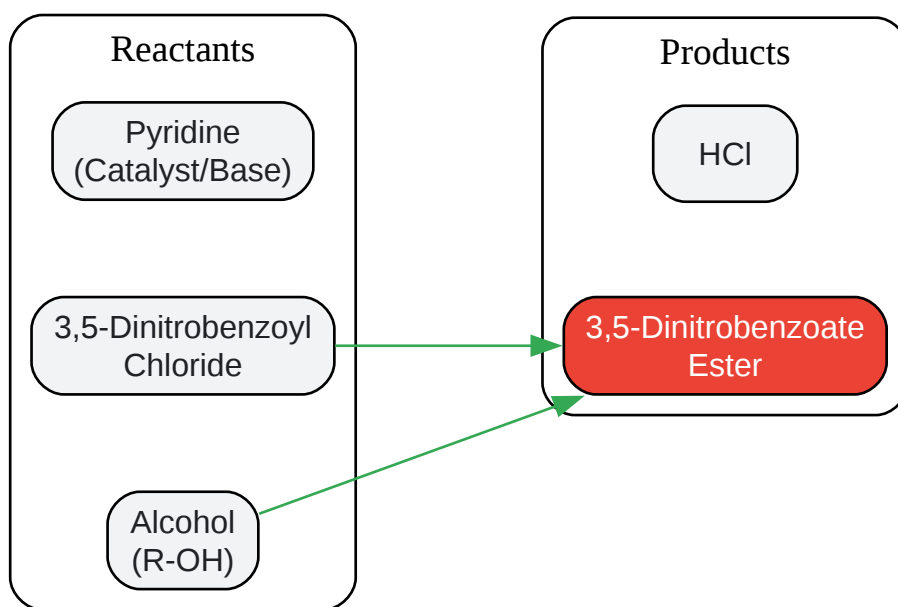 Reactants
Pyridine
(Catalyst/Base)
3,5-Dinitrobenzoyl
Chloride
Alcohol
(R-OH)
Products
HCl
3,5-Dinitrobenzoate
Ester